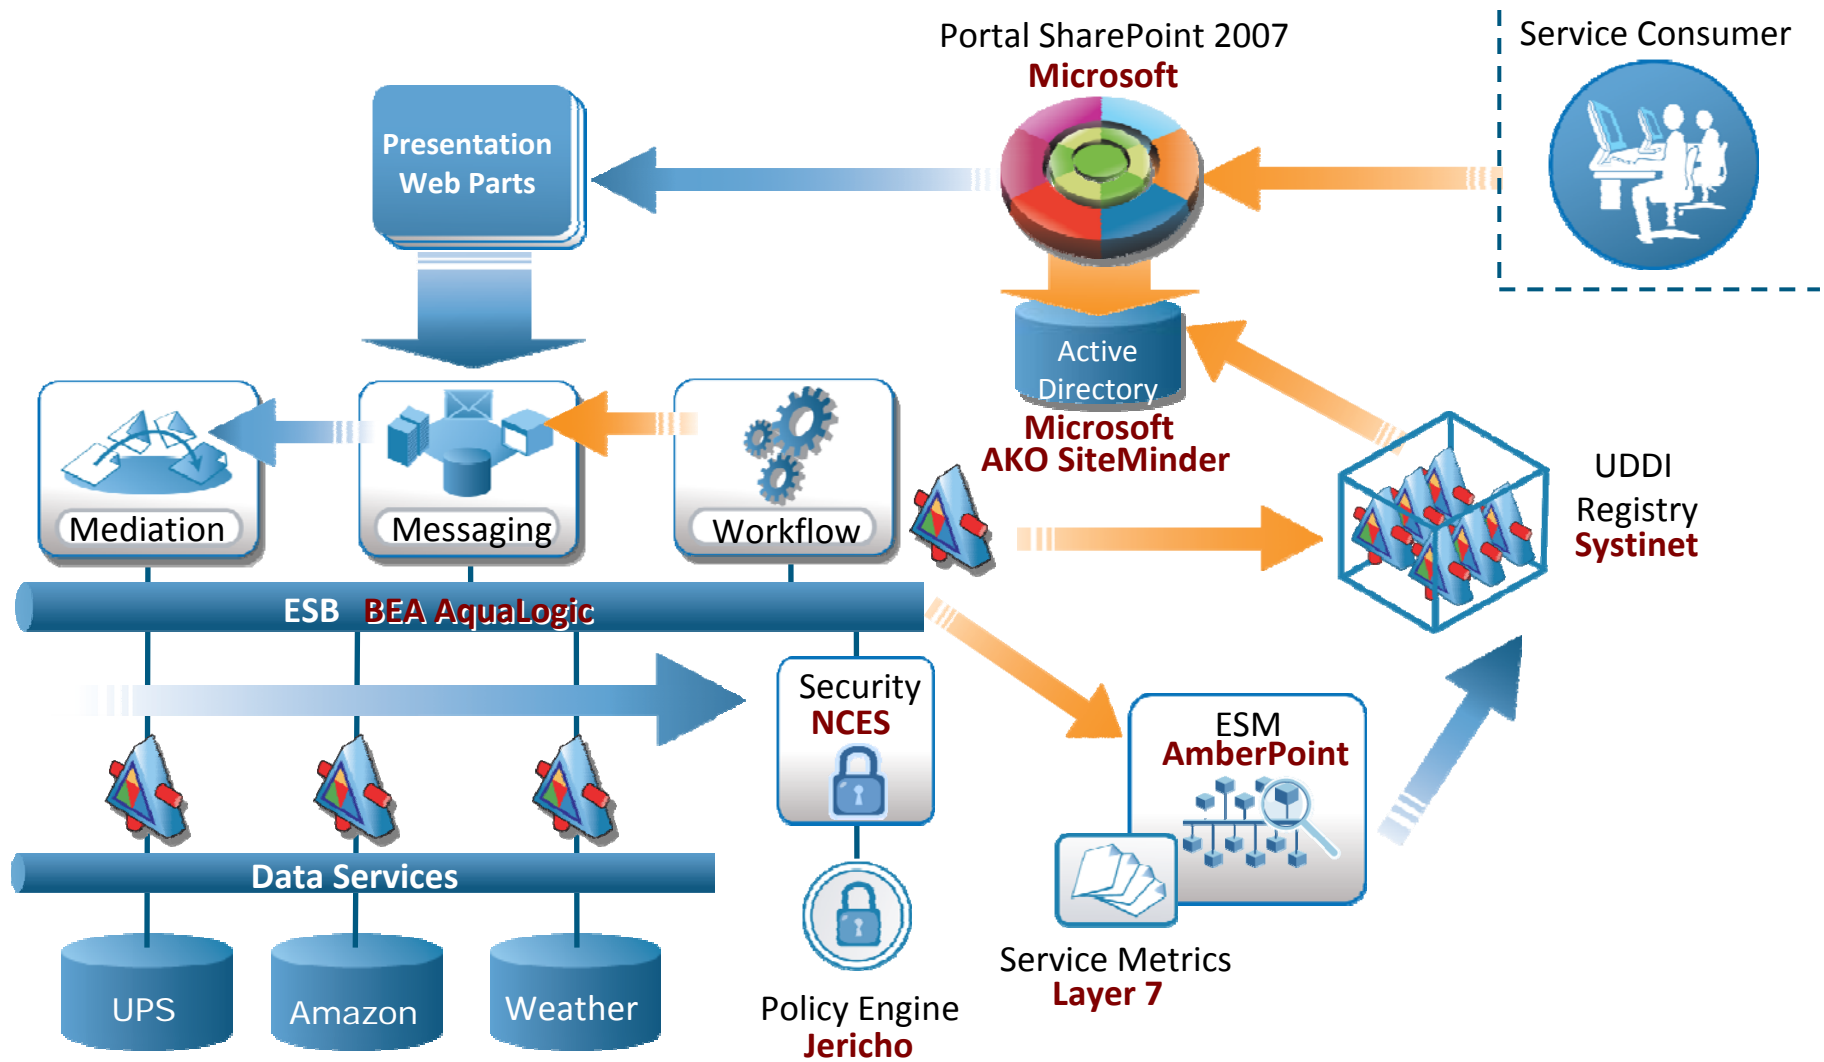 Portal SharePoint 2007
Microsoft
Service Consumer
Presentation
Web Parts
Active
Directory
Microsoft
AKO SiteMinder
UDDI
Registry
Systinet
Mediation
Messaging
Workflow
ESB BEA AquaLogic
Security
NCES
ESM
AmberPoint
Data Services
Service Metrics
Layer 7
UPS
Amazon
Weather
Policy Engine
Jericho